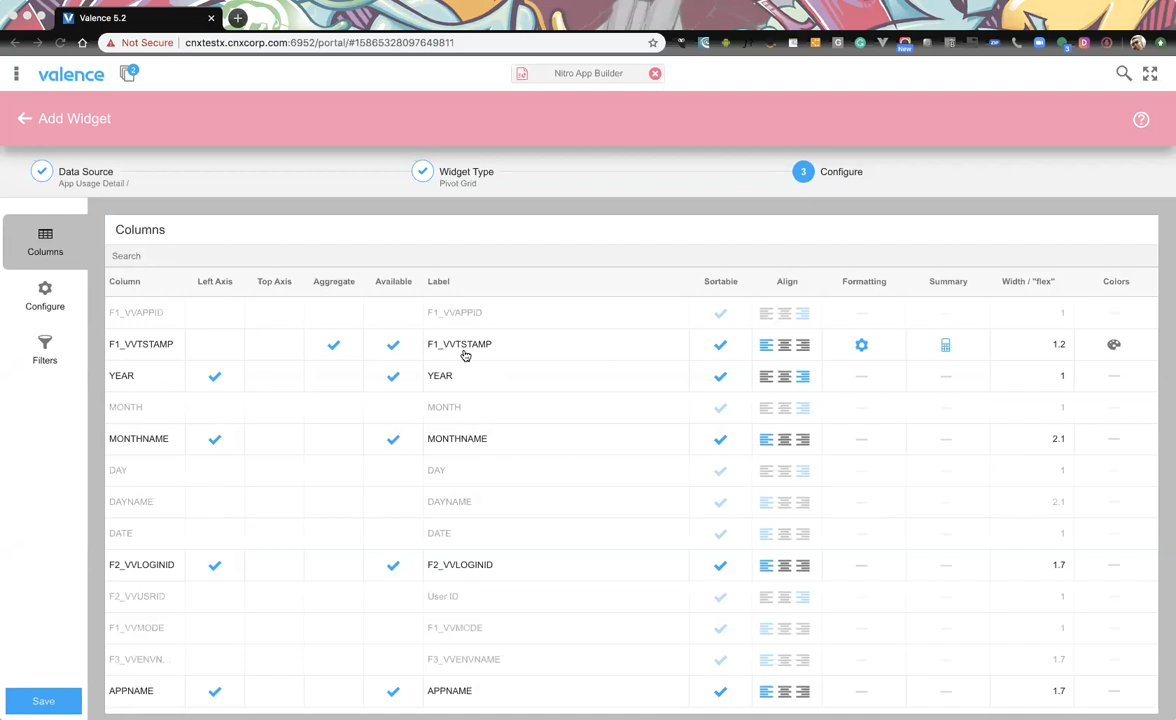 Valence 5.2
Not Secure cnxtestx.cnxcorp.com:6952/portal/#15865328097649811
New 3
valence 2 Nitro App Builder
Add Widget
Data Source
App Usage Detail /
Widget Type
Pivot Grid
3 Configure
Columns
Configure
Filters
Save
Columns
Search
Column Left Axis Top Axis Aggregate Available Label Sortable Align Formatting Summary Width / "flex" Colors
F1_VVAPPID F1_VVAPPID 1
F1_VVTSTAMP F1_VVTSTAMP 1.2
YEAR YEAR 1
MONTH MONTH 1
MONTHNAME MONTHNAME 2.1
DAY DAY 1
DAYNAME DAYNAME 2.1
DATE DATE 1
F2_VVLOGINID F2_VVLOGINID 1.7
F2_VVUSRID User ID 1
F1_VVMODE F1_VVMODE 1
F3_VVENVN... F3_VVENVNAME 1.7
APPNAME APPNAME 1.7